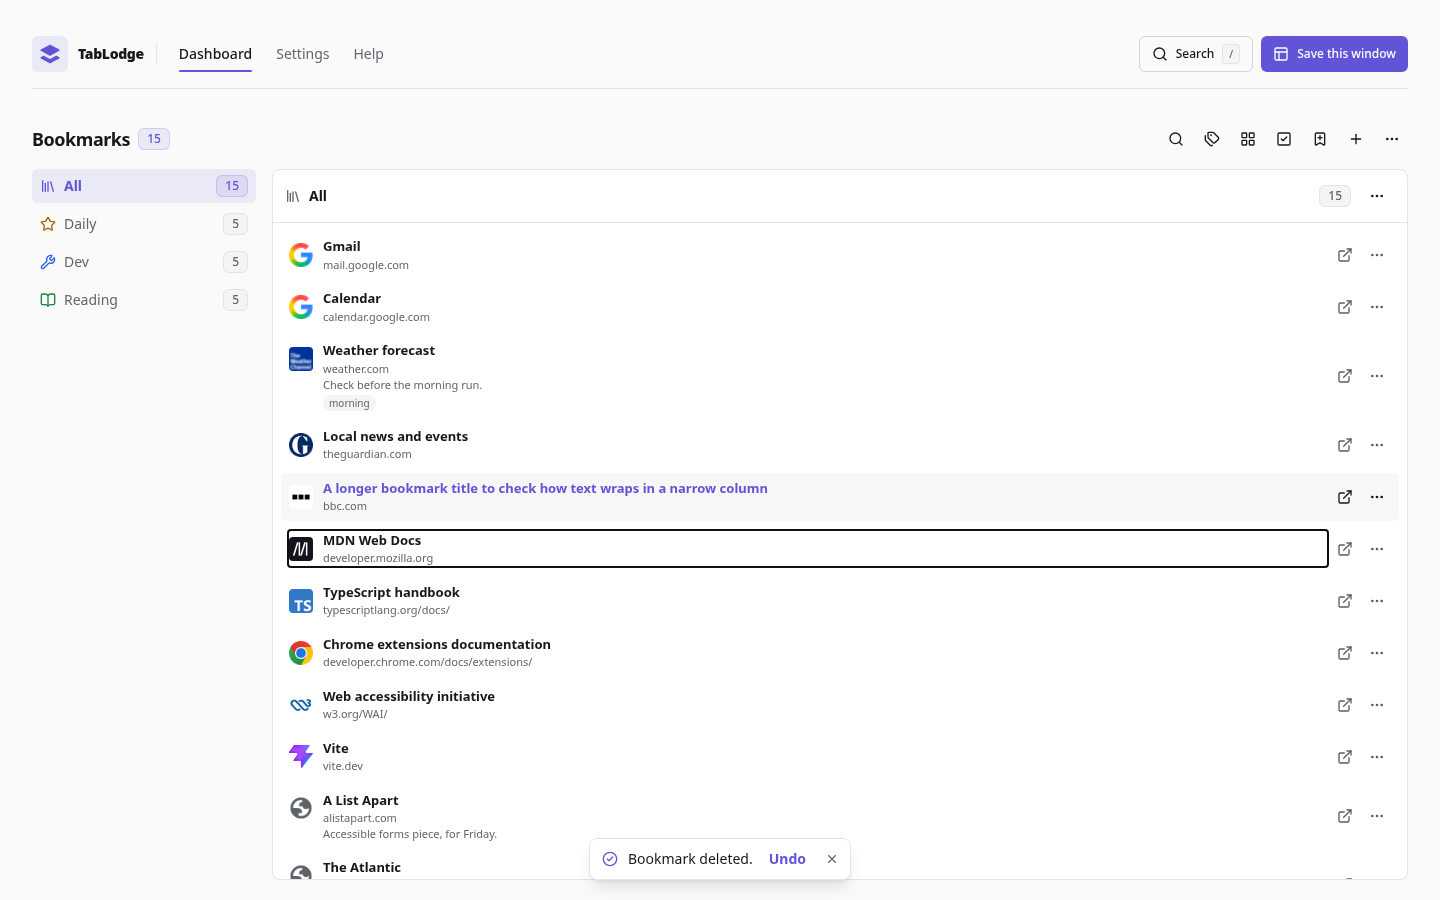 TabLodge
Dashboard
Settings
Help
Search
/
Save this window
Bookmarks
15
All
15
Daily
5
Dev
5
Reading
5
All
15
Gmail
mail.google.com
Calendar
calendar.google.com
The
Weather
Channel
Weather forecast
weather.com
Check before the morning run.
morning
Local news and events
theguardian.com
A longer bookmark title to check how text wraps in a narrow column
bbc.com
MDN Web Docs
developer.mozilla.org
TS
TypeScript handbook
typescriptlang.org/docs/
Chrome extensions documentation
developer.chrome.com/docs/extensions/
Web accessibility initiative
w3.org/WAI/
Vite
vite.dev
A List Apart
alistapart.com
Accessible forms piece, for Friday.
The Atlantic
Bookmark deleted.
Undo